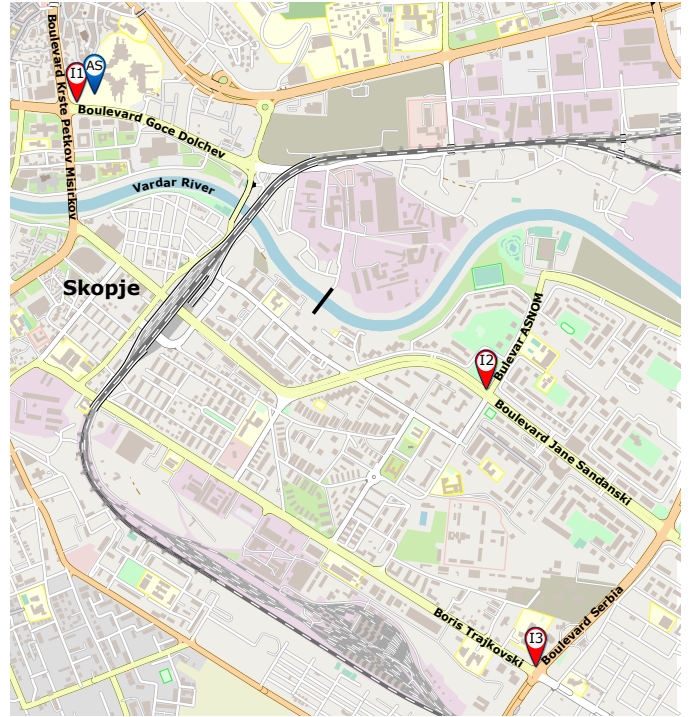 Boulevard Krste Petkov Misirkov
I1
AS
Boulevard Goce Dolchev
Vardar River
Skopje
Bulevar ASNOM
I2
Boulevard Jane Sandanski
Boris Trajkovski
Boulevard Serbia
I3